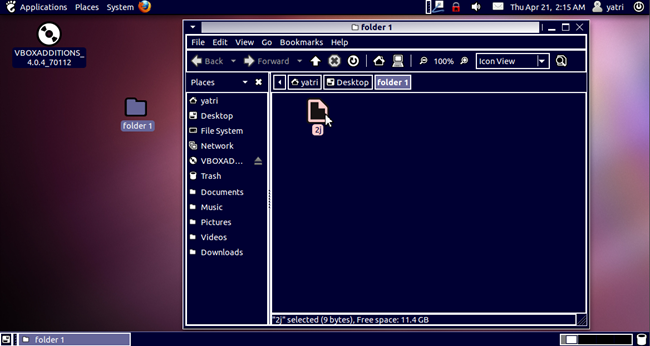 Applications Places System Thu Apr 21, 2:15 AM yatri
VBOXADDITIONS_
4.0.4_70112
folder 1
folder 1
File Edit View Go Bookmarks Help
Back Forward 100% Icon View
Places yatri Desktop folder 1
yatri
Desktop
File System
Network
VBOXAD...
Trash
Documents
Music
Pictures
Videos
Downloads
2j
"2j" selected (9 bytes), Free space: 11.4 GB
folder 1